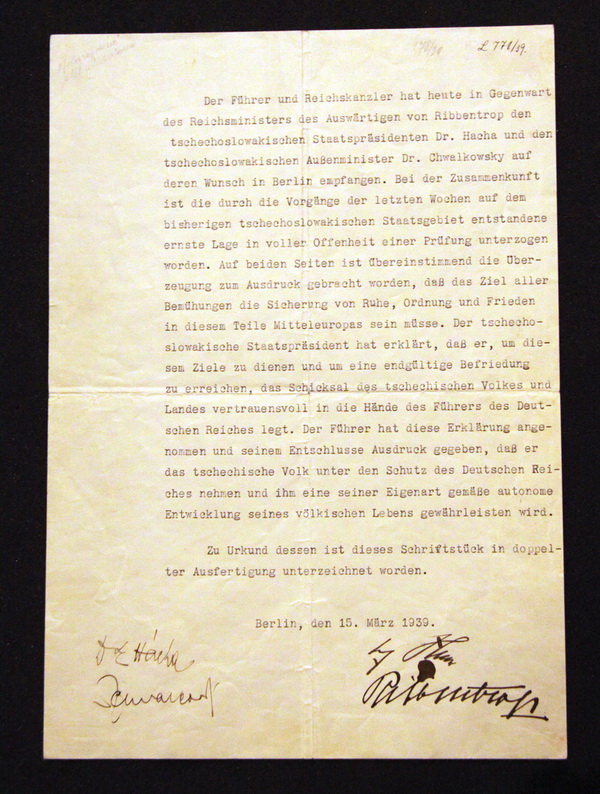 L 771/39.
Der Führer und Reichskanzler hat heute in Gegenwart
des Reichsministers des Auswärtigen von Ribbentrop den
tschechoslowakischen Staatspräsidenten Dr. Hacha und den
tschechoslowakischen Außenminister Dr. Chwalkowsky auf
deren Wunsch in Berlin empfangen. Bei der Zusammenkunft
ist die durch die Vorgänge der letzten Wochen auf dem
bisherigen tschechoslowakischen Staatsgebiet entstandene
ernste Lage in voller Offenheit einer Prüfung unterzogen
worden. Auf beiden Seiten ist übereinstimmend die Über-
zeugung zum Ausdruck gebracht worden, daß das Ziel aller
Bemühungen die Sicherung von Ruhe, Ordnung und Frieden
in diesem Teile Mitteleuropas sein müsse. Der tschecho-
slowakische Staatspräsident hat erklärt, daß er, um die-
sem Ziele zu dienen und um eine endgültige Befriedung
zu erreichen, das Schicksal des tschechischen Volkes und
Landes vertrauensvoll in die Hände des Führers des Deut-
schen Reiches legt. Der Führer hat diese Erklärung ange-
nommen und seinem Entschlusse Ausdruck gegeben, daß er
das tschechische Volk unter den Schutz des Deutschen Rei-
ches nehmen und ihm eine seiner Eigenart gemäße autonome
Entwicklung seines völkischen Lebens gewährleisten wird.
Zu Urkund dessen ist dieses Schriftstück in doppel-
ter Ausfertigung unterzeichnet worden.
Berlin, den 15. März 1939.
Dr E Hácha
Ribbentrop